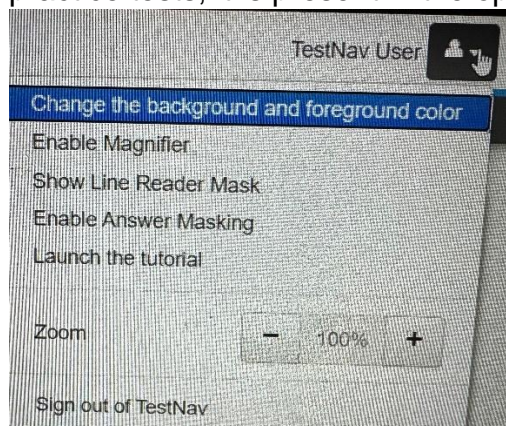 TestNav User
Change the background and foreground color
Enable Magnifier
Show Line Reader Mask
Enable Answer Masking
Launch the tutorial
Zoom - 100% +
Sign out of TestNav